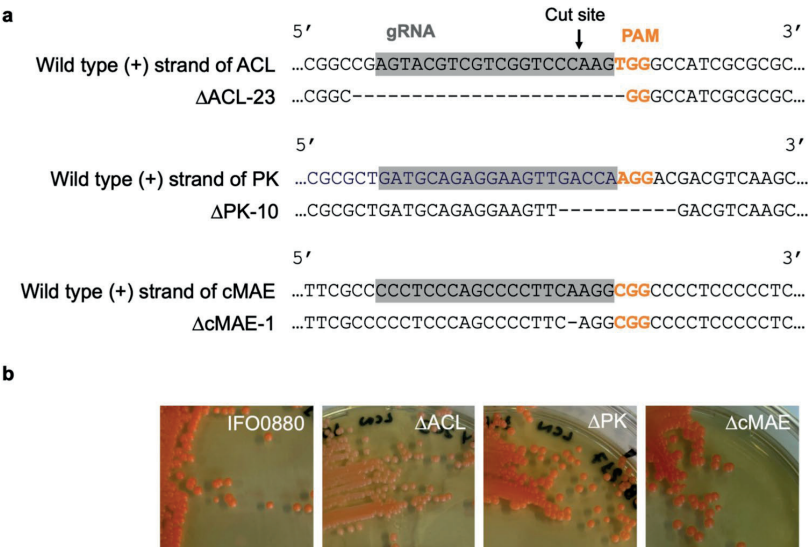 a
Cut site
5′ gRNA PAM 3′
Wild type (+) strand of ACL …CGGCCGAGTACGTCGTCGGTCCCAAGTGGGCCATCGCGCGC…
ΔACL-23 …CGGC-----------------------GGGCCATCGCGCGC…
5′ 3′
Wild type (+) strand of PK …CGCGCTGATGCAGAGGAAGTTGACCAAGGACGACGTCAAGC…
ΔPK-10 …CGCGCTGATGCAGAGGAAGTT----------GACGTCAAGC…
5′ 3′
Wild type (+) strand of cMAE …TTCGCCCCCTCCCAGCCCCTTCAAGGCGGCCCCTCCCCCTC…
ΔcMAE-1 …TTCGCCCCCTCCCAGCCCCTTC-AGGCGGCCCCTCCCCCTC…
b
IFO0880 ΔACL ΔPK ΔcMAE